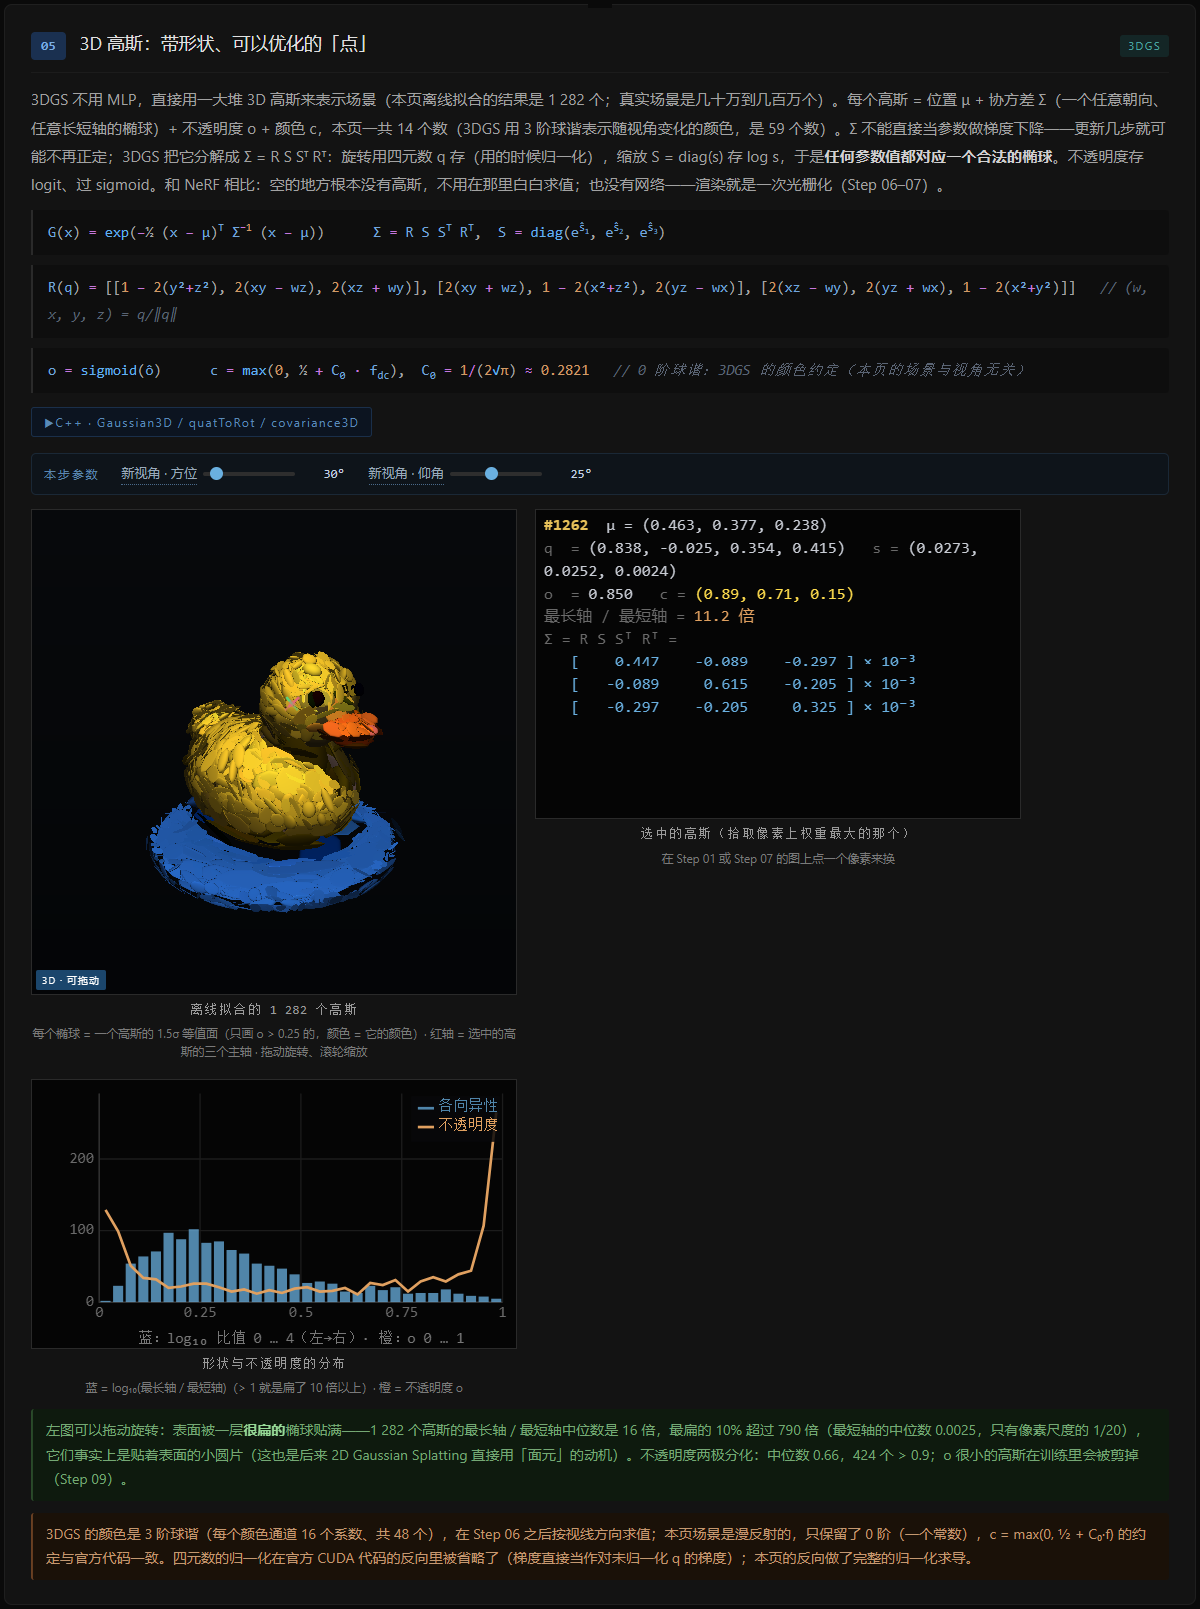 05 3D 高斯：带形状、可以优化的「点」 3DGS
3DGS 不用 MLP，直接用一大堆 3D 高斯来表示场景（本页离线拟合的结果是 1 282 个；真实场景是几十万到几百万个）。每个高斯 = 位置 μ + 协方差 Σ（一个任意朝向、
任意长短轴的椭球）+ 不透明度 o + 颜色 c，本页一共 14 个数（3DGS 用 3 阶球谐表示随视角变化的颜色，是 59 个数）。Σ 不能直接当参数做梯度下降——更新几步就可
能不再正定；3DGS 把它分解成 Σ = R S Sᵀ Rᵀ：旋转用四元数 q 存（用的时候归一化），缩放 S = diag(s) 存 log s，于是任何参数值都对应一个合法的椭球。不透明度存
logit、过 sigmoid。和 NeRF 相比：空的地方根本没有高斯，不用在那里白白求值；也没有网络——渲染就是一次光栅化（Step 06–07）。
G(x) = exp(−½ (x − μ)ᵀ Σ⁻¹ (x − μ)) Σ = R S Sᵀ Rᵀ, S = diag(e^ŝ₁, e^ŝ₂, e^ŝ₃)
R(q) = [[1 − 2(y²+z²), 2(xy − wz), 2(xz + wy)], [2(xy + wz), 1 − 2(x²+z²), 2(yz − wx)], [2(xz − wy), 2(yz + wx), 1 − 2(x²+y²)]] // (w,
x, y, z) = q/‖q‖
o = sigmoid(ô) c = max(0, ½ + C₀ · f_dc), C₀ = 1/(2√π) ≈ 0.2821 // 0 阶球谐：3DGS 的颜色约定（本页的场景与视角无关）
▶C++ · Gaussian3D / quatToRot / covariance3D
本步参数 新视角 · 方位 30° 新视角 · 仰角 25°
#1262 μ = (0.463, 0.377, 0.238)
q = (0.838, -0.025, 0.354, 0.415) s = (0.0273,
0.0252, 0.0024)
o = 0.850 c = (0.89, 0.71, 0.15)
最长轴 / 最短轴 = 11.2 倍
Σ = R S Sᵀ Rᵀ =
[ 0.447 -0.089 -0.297 ] × 10⁻³
[ -0.089 0.615 -0.205 ] × 10⁻³
[ -0.297 -0.205 0.325 ] × 10⁻³
选中的高斯（拾取像素上权重最大的那个）
在 Step 01 或 Step 07 的图上点一个像素来换
3D · 可拖动
离线拟合的 1 282 个高斯
每个椭球 = 一个高斯的 1.5σ 等值面（只画 o > 0.25 的，颜色 = 它的颜色）· 红轴 = 选中的高
斯的三个主轴 · 拖动旋转、滚轮缩放
各向异性
不透明度
200
100
0
0 0.25 0.5 0.75 1
蓝：log₁₀ 比值 0 … 4（左→右）· 橙：o 0 … 1
形状与不透明度的分布
蓝 = log₁₀(最长轴 / 最短轴)（> 1 就是扁了 10 倍以上）· 橙 = 不透明度 o
左图可以拖动旋转：表面被一层很扁的椭球贴满——1 282 个高斯的最长轴 / 最短轴中位数是 16 倍，最扁的 10% 超过 790 倍（最短轴的中位数 0.0025，只有像素尺度的 1/20），
它们事实上是贴着表面的小圆片（这也是后来 2D Gaussian Splatting 直接用「面元」的动机）。不透明度两极分化：中位数 0.66，424 个 > 0.9；o 很小的高斯在训练里会被剪掉
（Step 09）。
3DGS 的颜色是 3 阶球谐（每个颜色通道 16 个系数、共 48 个），在 Step 06 之后按视线方向求值；本页场景是漫反射的，只保留了 0 阶（一个常数），c = max(0, ½ + C₀·f) 的约
定与官方代码一致。四元数的归一化在官方 CUDA 代码的反向里被省略了（梯度直接当作对未归一化 q 的梯度）；本页的反向做了完整的归一化求导。